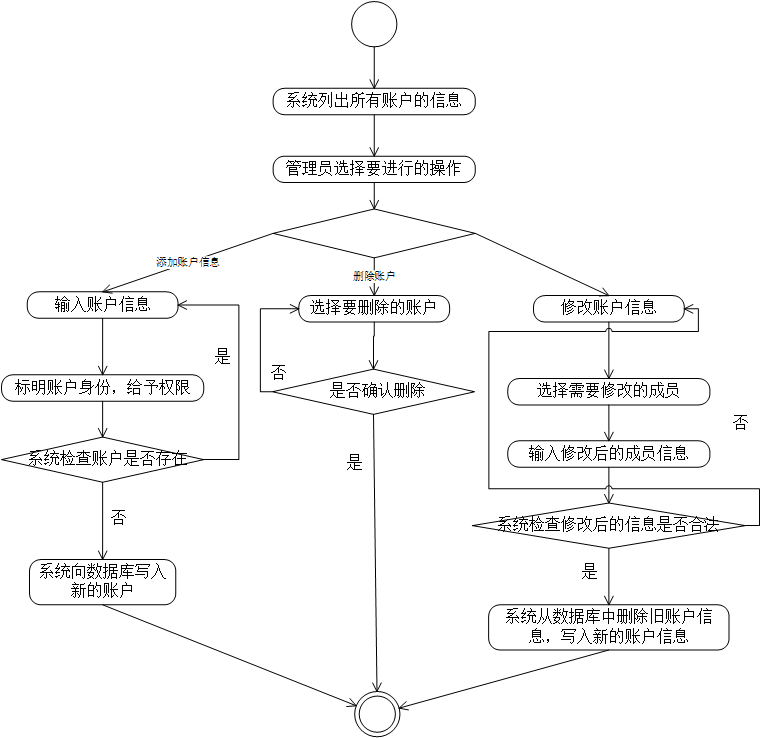 系统列出所有账户的信息
管理员选择要进行的操作
添加账户信息
删除账户
输入账户信息
选择要删除的账户
修改账户信息
是
否
标明账户身份，给予权限
是否确认删除
选择需要修改的成员
否
系统检查账户是否存在
是
输入修改后的成员信息
否
系统检查修改后的信息是否合法
系统向数据库写入
新的账户
是
系统从数据库中删除旧账户信
息，写入新的账户信息